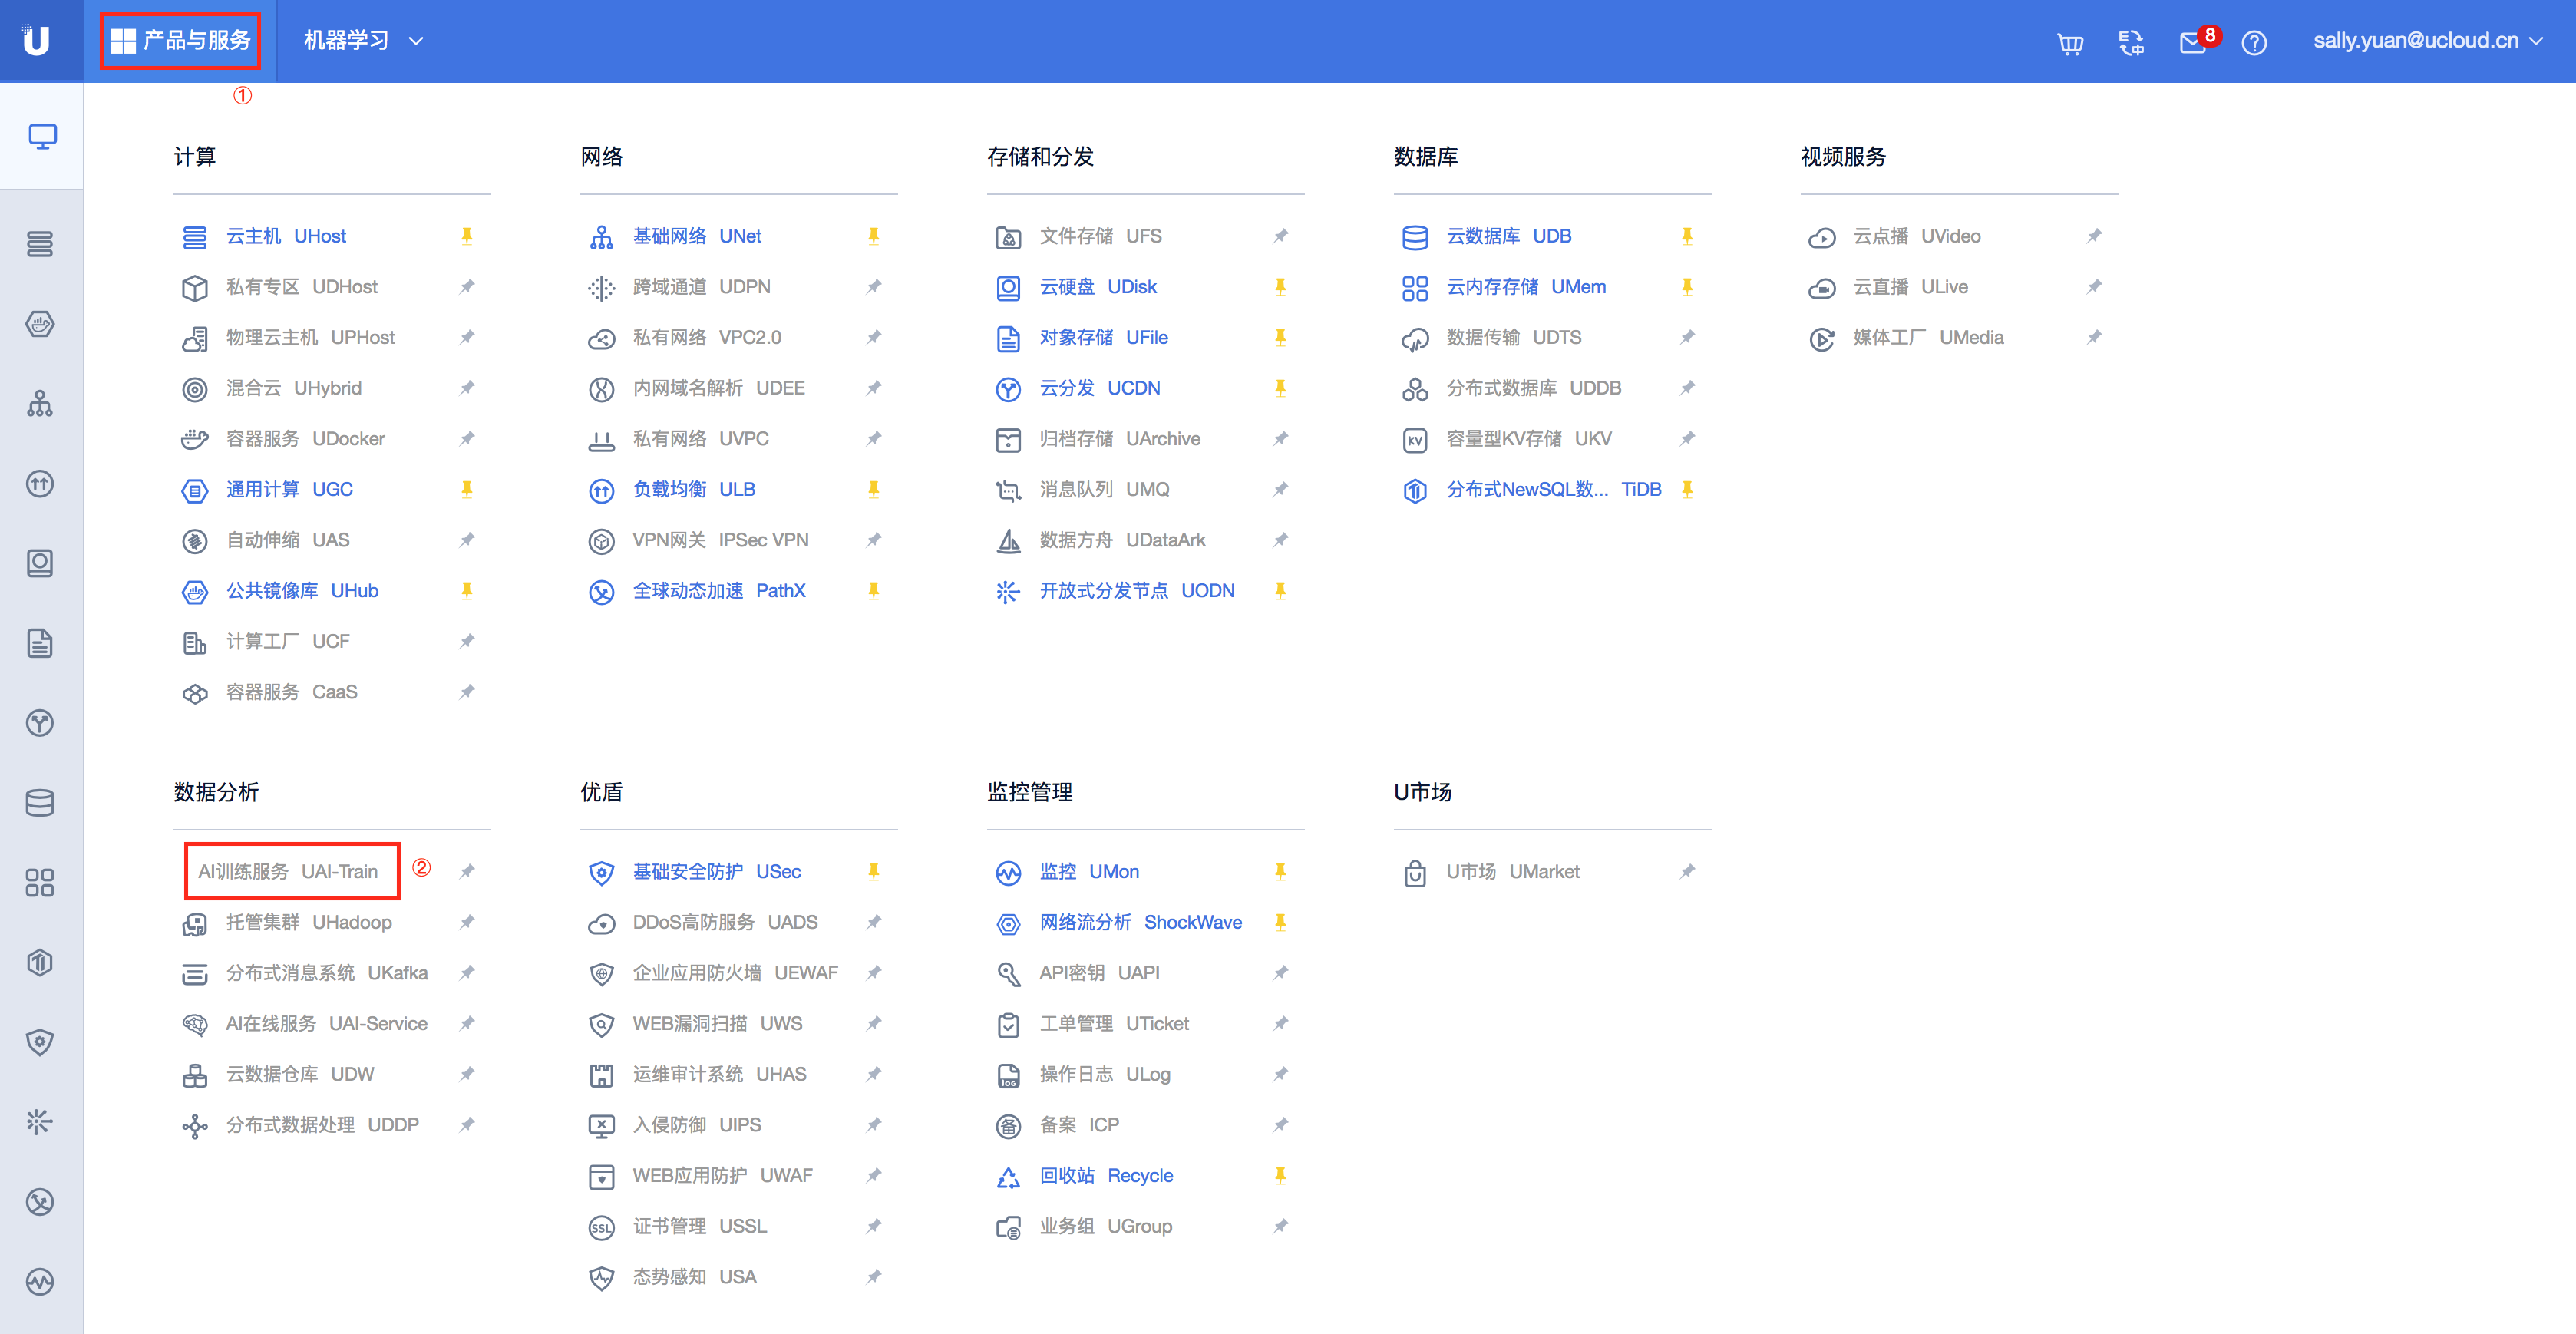 U 产品与服务 机器学习 8 sally.yuan@ucloud.cn
①
计算
云主机 UHost
私有专区 UDHost
物理云主机 UPHost
混合云 UHybrid
容器服务 UDocker
通用计算 UGC
自动伸缩 UAS
公共镜像库 UHub
计算工厂 UCF
容器服务 CaaS
网络
基础网络 UNet
跨域通道 UDPN
私有网络 VPC2.0
内网域名解析 UDEE
私有网络 UVPC
负载均衡 ULB
VPN网关 IPSec VPN
全球动态加速 PathX
存储和分发
文件存储 UFS
云硬盘 UDisk
对象存储 UFile
云分发 UCDN
归档存储 UArchive
消息队列 UMQ
数据方舟 UDataArk
开放式分发节点 UODN
数据库
云数据库 UDB
云内存存储 UMem
数据传输 UDTS
分布式数据库 UDDB
KV 容量型KV存储 UKV
分布式NewSQL数... TiDB
视频服务
云点播 UVideo
云直播 ULive
媒体工厂 UMedia
数据分析
AI训练服务 UAI-Train ②
托管集群 UHadoop
分布式消息系统 UKafka
AI在线服务 UAI-Service
云数据仓库 UDW
分布式数据处理 UDDP
优盾
基础安全防护 USec
DDoS高防服务 UADS
企业应用防火墙 UEWAF
WEB漏洞扫描 UWS
运维审计系统 UHAS
入侵防御 UIPS
WEB应用防护 UWAF
SSL 证书管理 USSL
态势感知 USA
监控管理
监控 UMon
网络流分析 ShockWave
API密钥 UAPI
工单管理 UTicket
LOG 操作日志 ULog
备 备案 ICP
回收站 Recycle
业务组 UGroup
U市场
U市场 UMarket